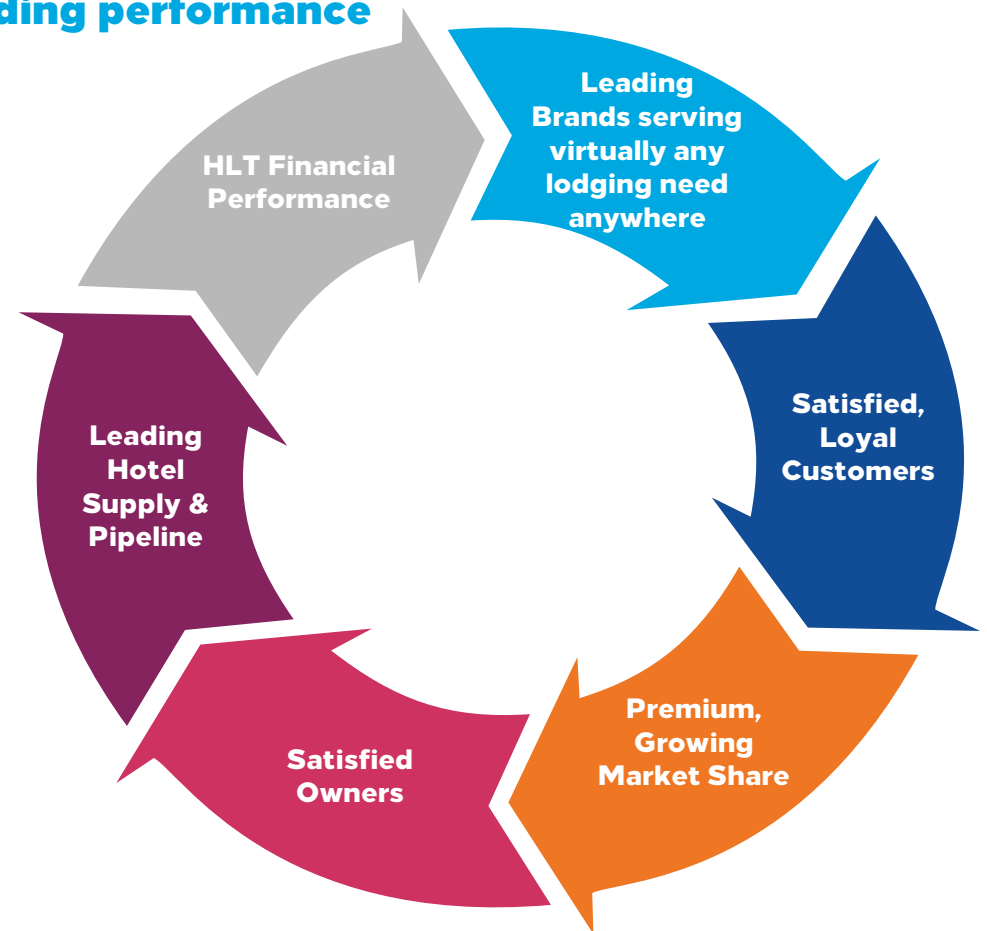 ding performance
HLT Financial
Performance
Leading
Brands serving
virtually any
lodging need
anywhere
Satisfied,
Loyal
Customers
Premium,
Growing
Market Share
Satisfied
Owners
Leading
Hotel
Supply &
Pipeline